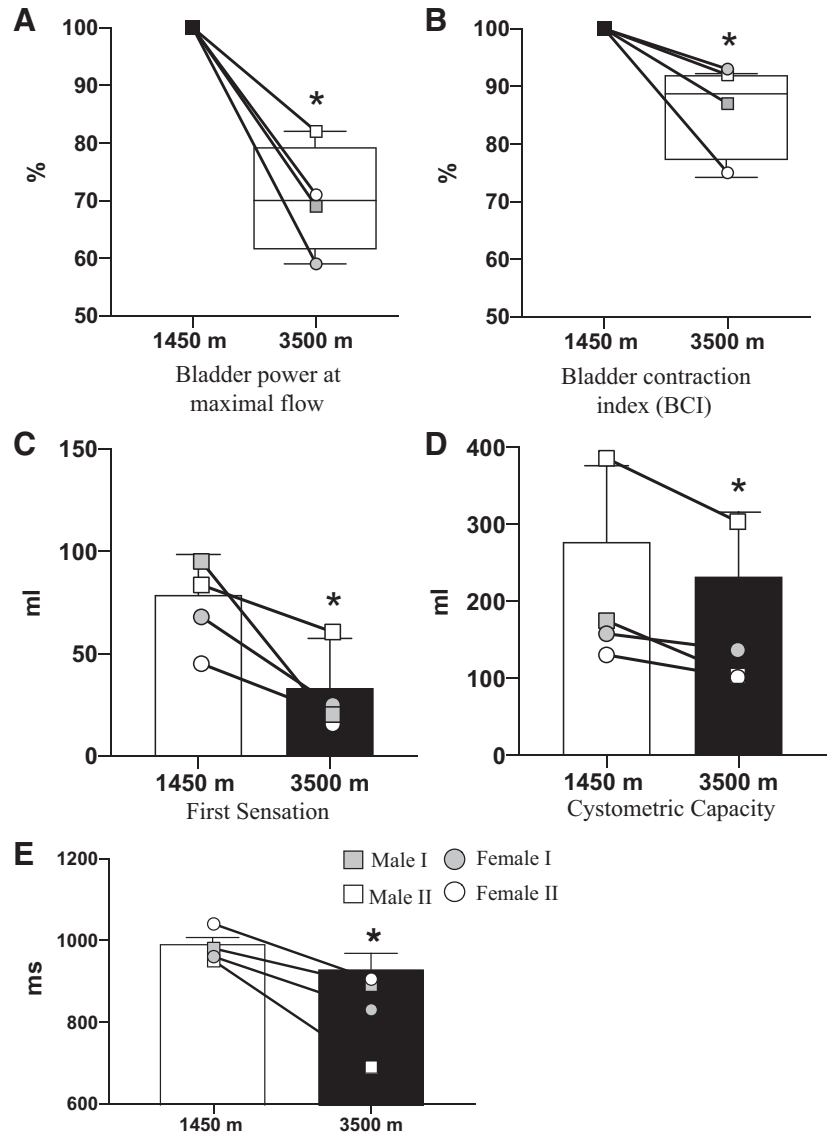 A
100
90
80
70
60
50
%
*
1450 m
3500 m
Bladder power at
maximal flow
B
100
90
80
70
60
50
%
*
1450 m
3500 m
Bladder contraction
index (BCI)
C
150
100
50
0
ml
*
1450 m
3500 m
First Sensation
D
400
300
200
100
0
ml
*
1450 m
3500 m
Cystometric Capacity
E
1200
1000
800
600
ms
Male I
Female I
Male II
Female II
*
1450 m
3500 m